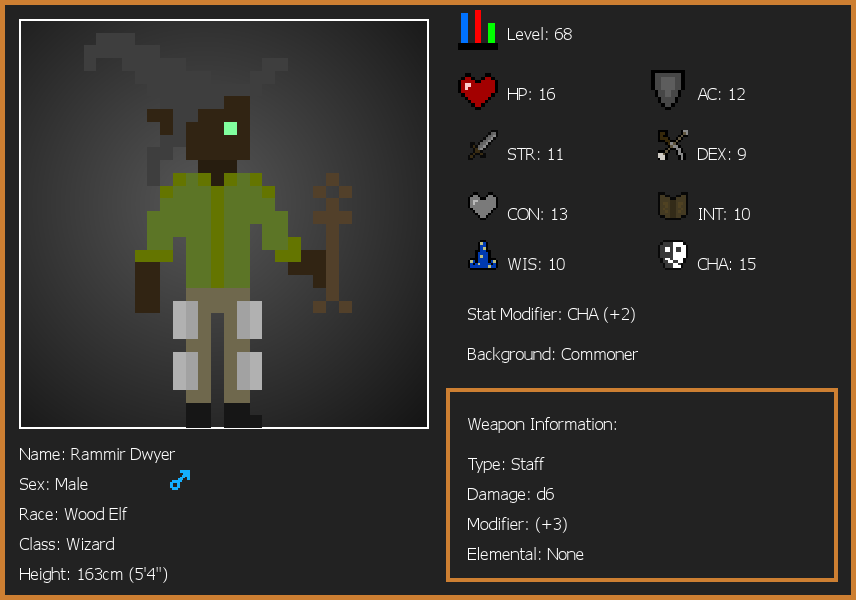 Level: 68
HP: 16
AC: 12
STR: 11
DEX: 9
CON: 13
INT: 10
WIS: 10
CHA: 15
Stat Modifier: CHA (+2)
Background: Commoner
Weapon Information:
Type: Staff
Damage: d6
Modifier: (+3)
Elemental: None
Name: Rammir Dwyer
Sex: Male
Race: Wood Elf
Class: Wizard
Height: 163cm (5'4")